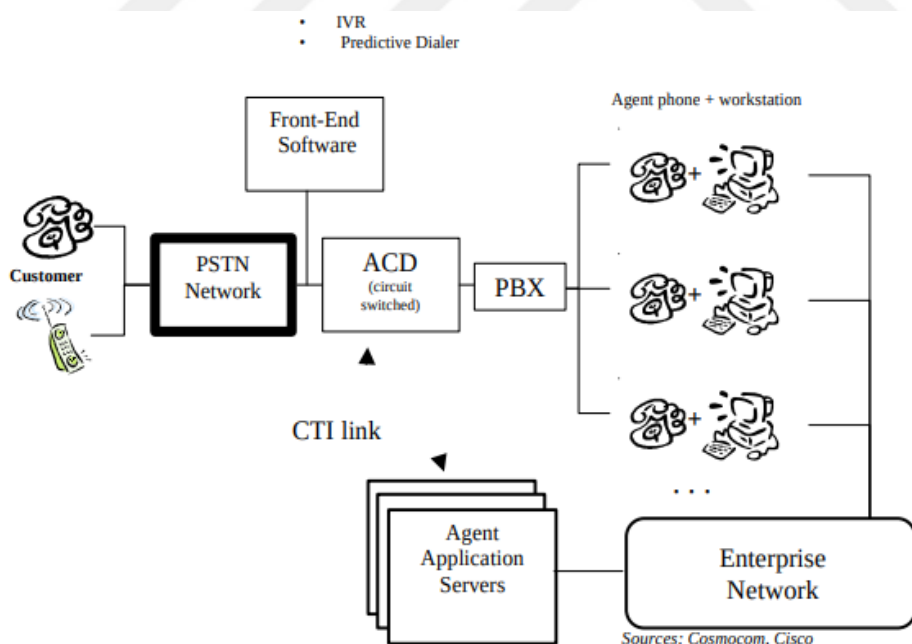 • IVR
• Predictive Dialer
Agent phone + workstation
Front-End
Software
Customer
PSTN
Network
ACD
(circuit
switched)
PBX
+
+
+
CTI link
. . .
Agent
Application
Servers
Enterprise
Network
Sources: Cosmocom, Cisco